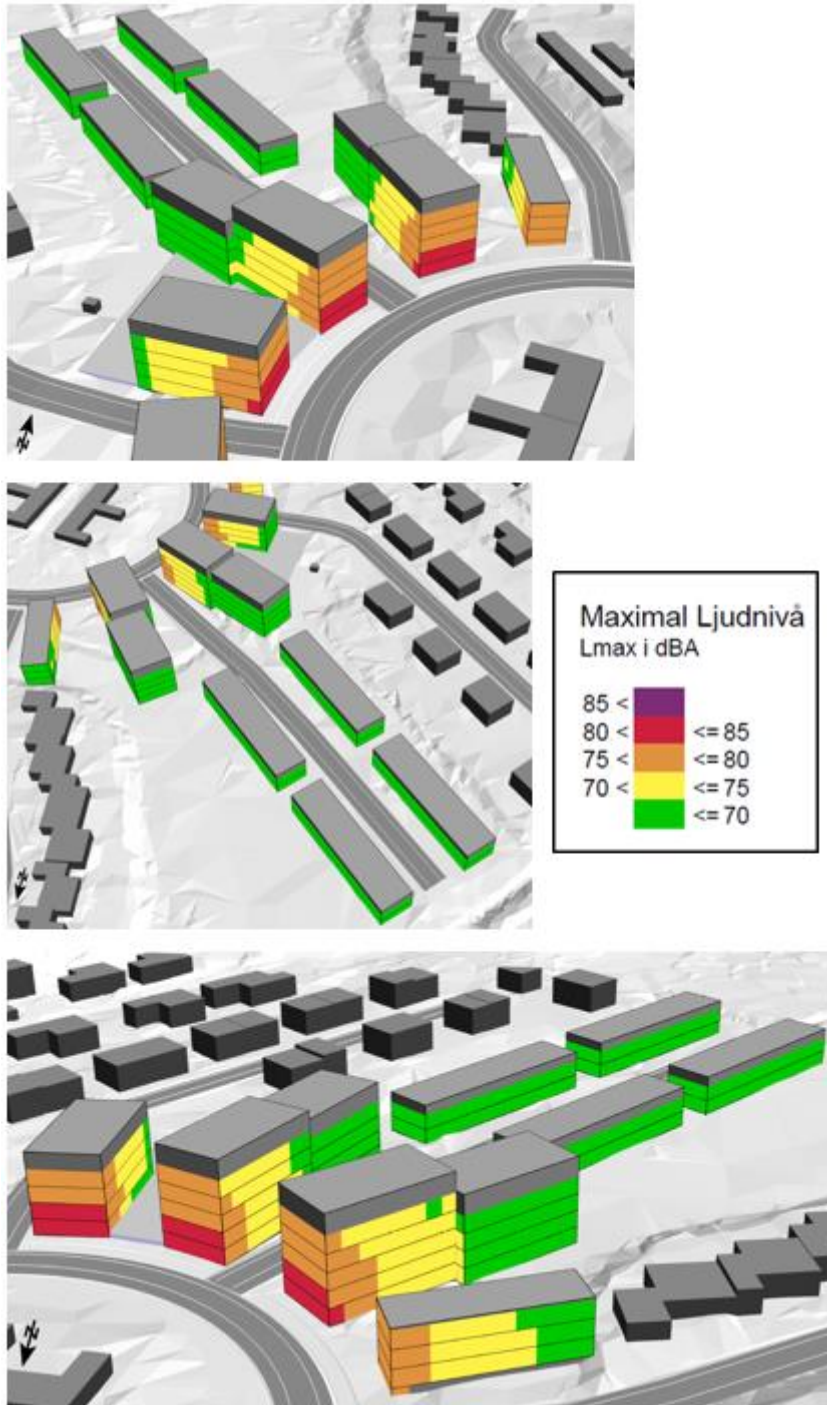 N
N
Maximal Ljudnivå
Lmax i dBA
85 <
80 < <= 85
75 < <= 80
70 < <= 75
<= 70
N